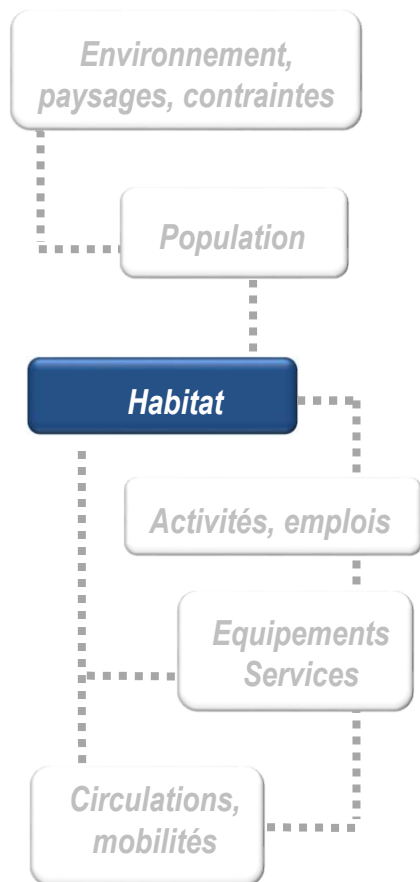 Environnement,
paysages, contraintes
Population
Habitat
Activités, emplois
Equipements
Services
Circulations,
mobilités